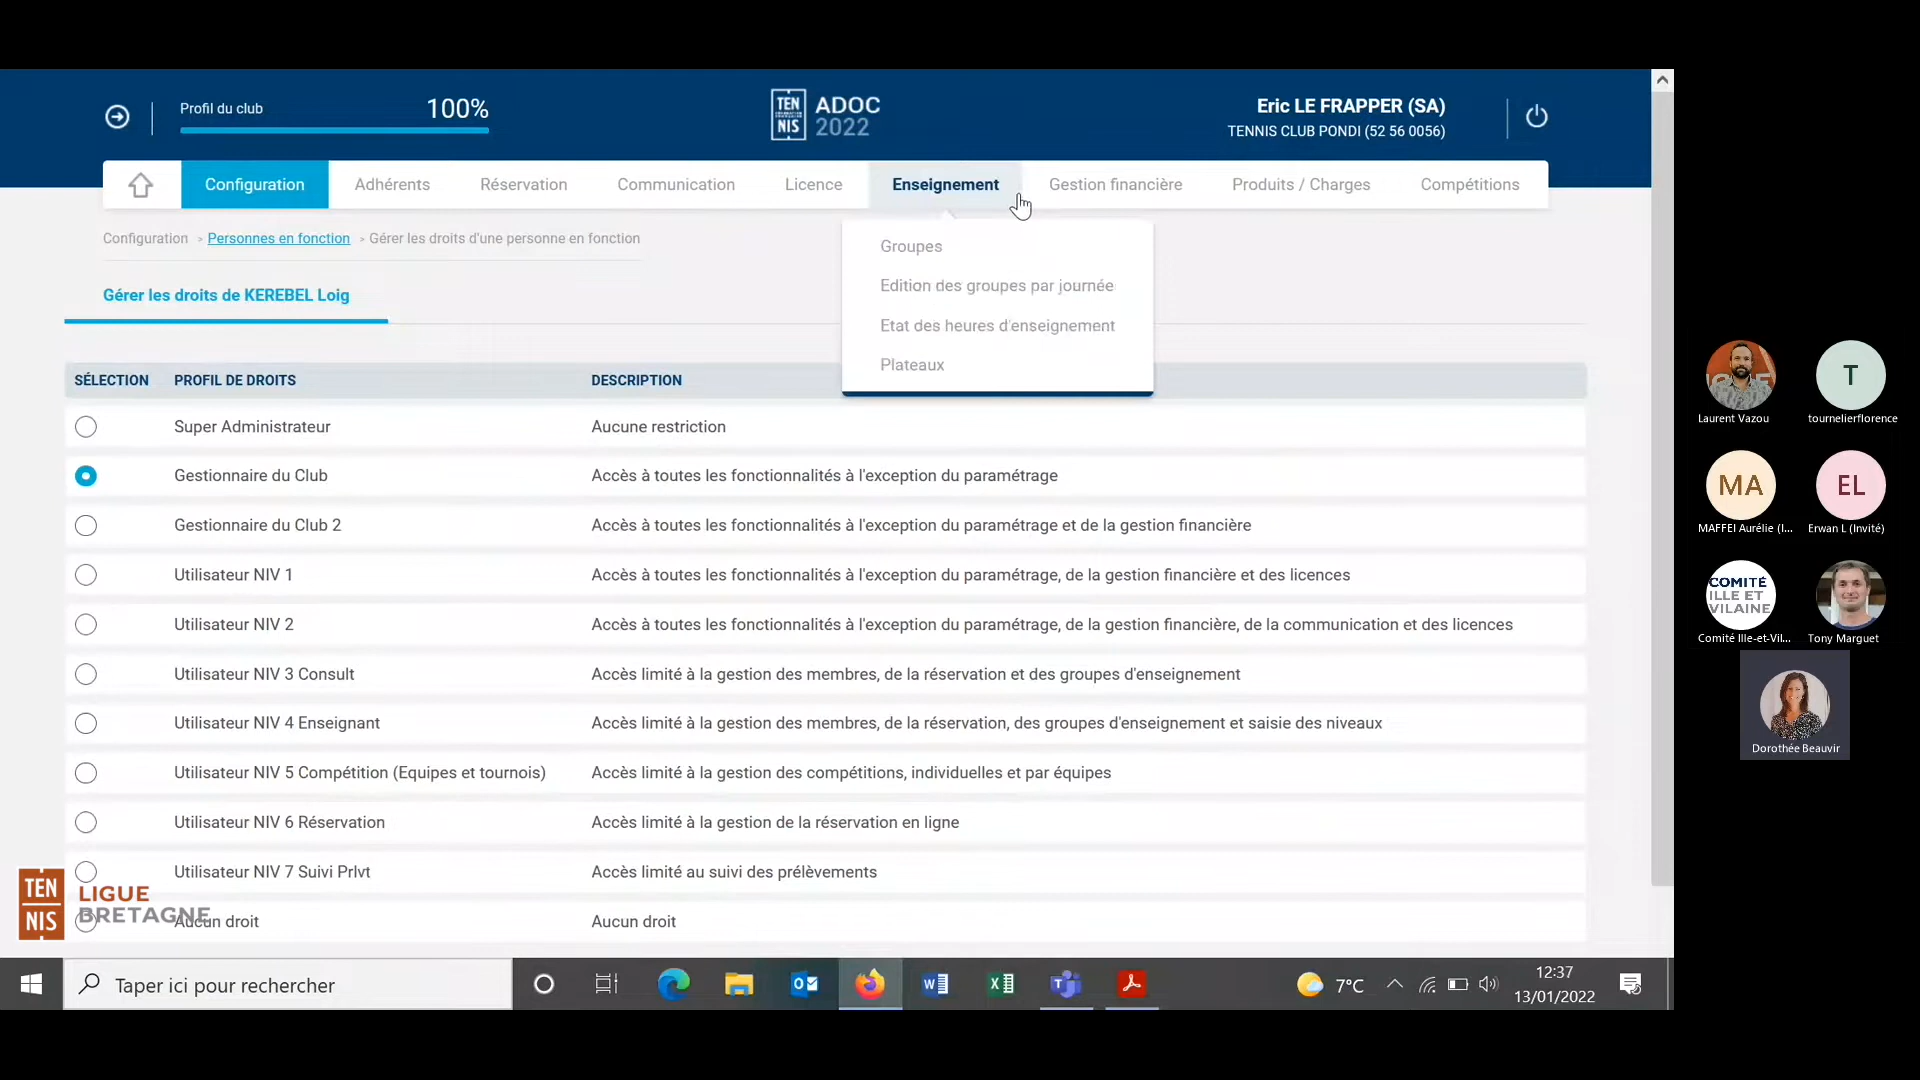 Profil du club 100%
TEN
NIS
ADOC
2022
Eric LE FRAPPER (SA)
TENNIS CLUB PONDI (52 56 0056)
Configuration Adhérents Réservation Communication Licence Enseignement Gestion financière Produits / Charges Compétitions
Configuration > Personnes en fonction > Gérer les droits d'une personne en fonction
Groupes
Edition des groupes par journée
Etat des heures d'enseignement
Plateaux
Gérer les droits de KEREBEL Loig
SÉLECTION PROFIL DE DROITS DESCRIPTION
Super Administrateur Aucune restriction
Gestionnaire du Club Accès à toutes les fonctionnalités à l'exception du paramétrage
Gestionnaire du Club 2 Accès à toutes les fonctionnalités à l'exception du paramétrage et de la gestion financière
Utilisateur NIV 1 Accès à toutes les fonctionnalités à l'exception du paramétrage, de la gestion financière et des licences
Utilisateur NIV 2 Accès à toutes les fonctionnalités à l'exception du paramétrage, de la gestion financière, de la communication et des licences
Utilisateur NIV 3 Consult Accès limité à la gestion des membres, de la réservation et des groupes d'enseignement
Utilisateur NIV 4 Enseignant Accès limité à la gestion des membres, de la réservation, des groupes d'enseignement et saisie des niveaux
Utilisateur NIV 5 Compétition (Equipes et tournois) Accès limité à la gestion des compétitions, individuelles et par équipes
Utilisateur NIV 6 Réservation Accès limité à la gestion de la réservation en ligne
Utilisateur NIV 7 Suivi Prlvt Accès limité au suivi des prélèvements
Aucun droit Aucun droit
TEN
NIS
LIGUE
BRETAGNE
Taper ici pour rechercher
7°C
12:37
13/01/2022
Laurent Vazou
T
tournelierflorence
MA
MAFFEI Aurélie (I...
EL
Erwan L (Invité)
COMITÉ
ILLE ET
VILAINE
Comité Ille-et-Vil...
Tony Marguet
Dorothée Beauvir